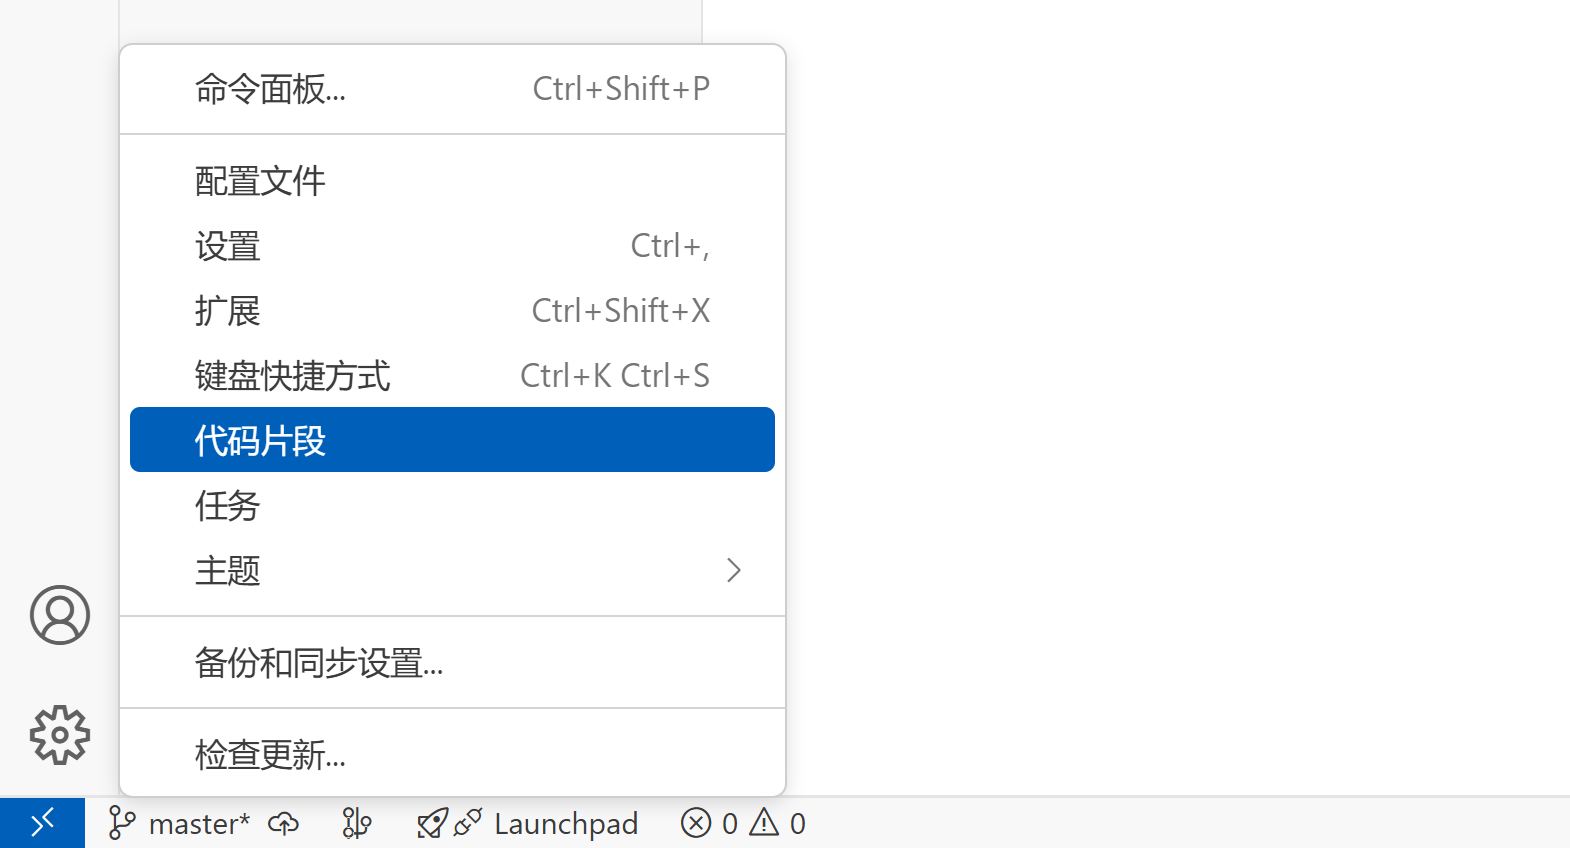 命令面板... Ctrl+Shift+P
配置文件
设置 Ctrl+,
扩展 Ctrl+Shift+X
键盘快捷方式 Ctrl+K Ctrl+S
代码片段
任务
主题
备份和同步设置...
检查更新...
master* Launchpad 0 0